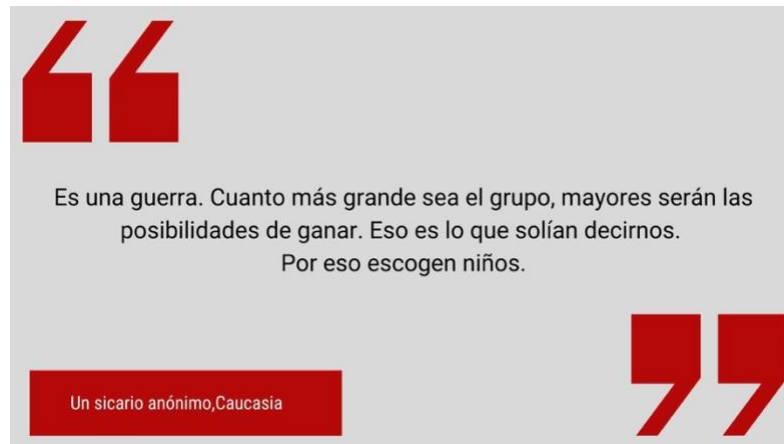 Es una guerra. Cuanto más grande sea el grupo, mayores serán las
posibilidades de ganar. Eso es lo que solían decirnos.
Por eso escogen niños.
Un sicario anónimo,Caucasia